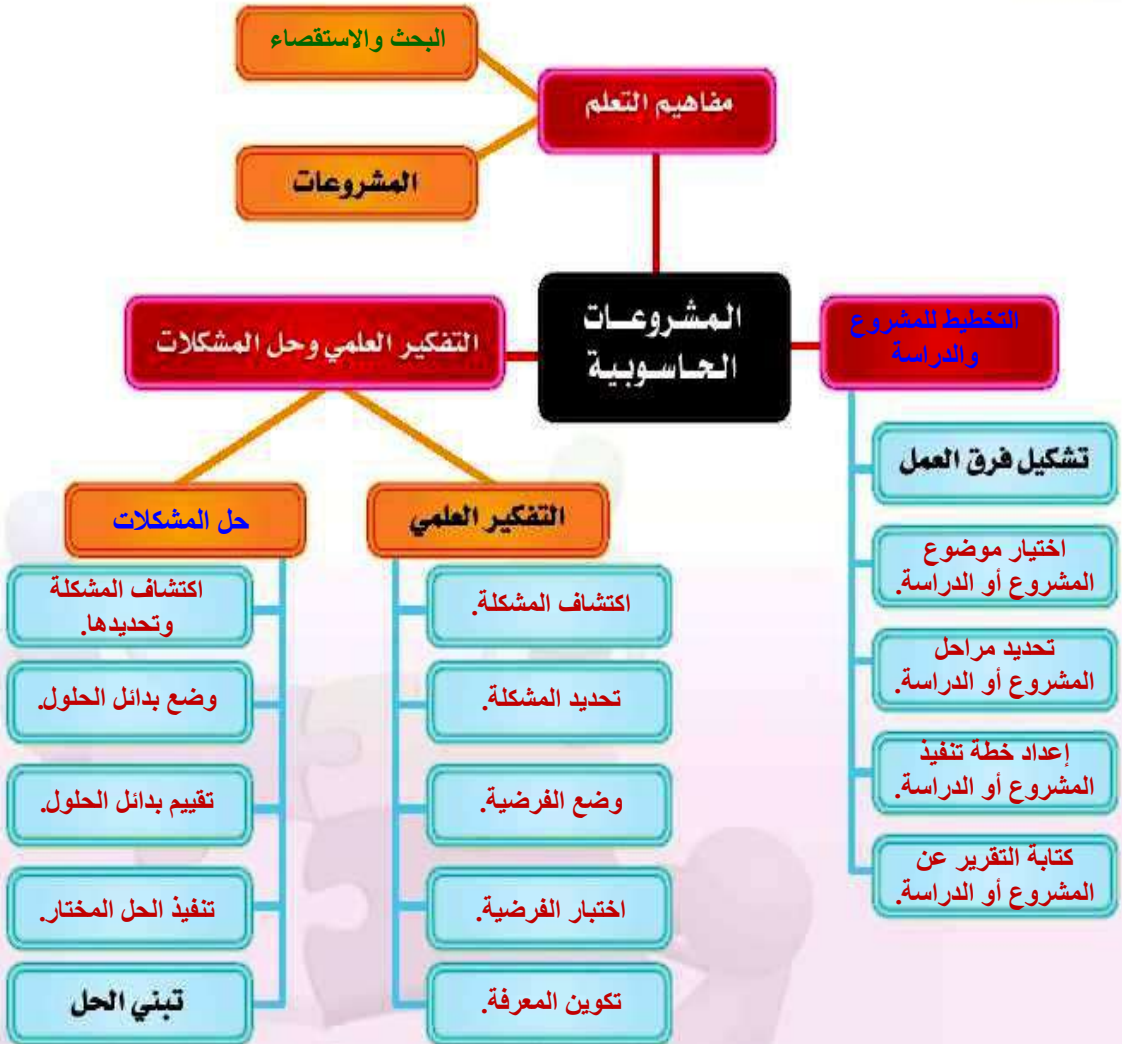 البحث والاستقصاء
مفاهيم التعلم
المشروعات
المشروعـات
الحـاسـوبيـة
التخطيط للمشروع
والدراسة
تشكيل فرق العمل
اختيار موضوع
المشروع أو الدراسة.
تحديد مراحل
المشروع أو الدراسة.
إعداد خطة تنفيذ
المشروع أو الدراسة.
كتابة التقرير عن
المشروع أو الدراسة.
التفكير العلمي وحل المشكلات
التفكير العلمي
اكتشاف المشكلة.
تحديد المشكلة.
وضع الفرضية.
اختبار الفرضية.
تكوين المعرفة.
حل المشكلات
اكتشاف المشكلة
وتحديدها.
وضع بدائل الحلول.
تقييم بدائل الحلول.
تنفيذ الحل المختار.
تبني الحل